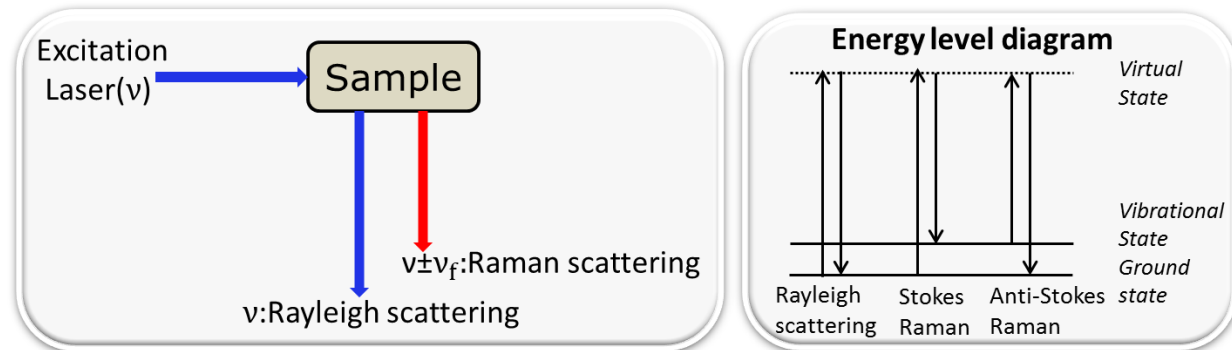 Excitation
Laser(ν)
Sample
ν±νf:Raman scattering
ν:Rayleigh scattering
Energy level diagram
Virtual
State
Vibrational
State
Ground
state
Rayleigh
scattering
Stokes
Raman
Anti-Stokes
Raman